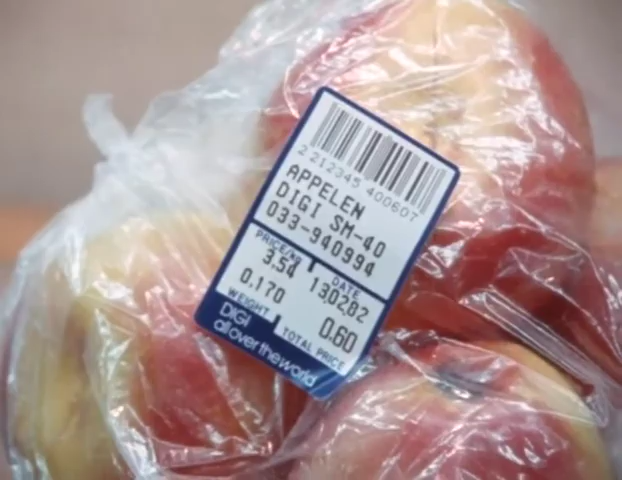 2 212345 400607
APPELEN
DIGI SM-40
033-940994
PRICE/Kg
3,54
DATE
130282
0,170
WEIGHT
0,60
TOTAL PRICE
DIGI
all over the world